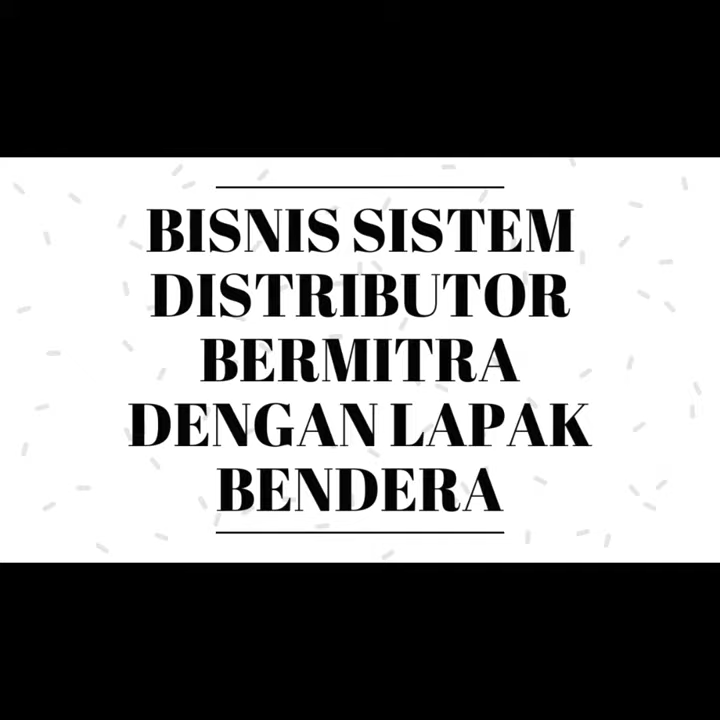 BISNIS SISTEM
DISTRIBUTOR
BERMITRA
DENGAN LAPAK
BENDERA